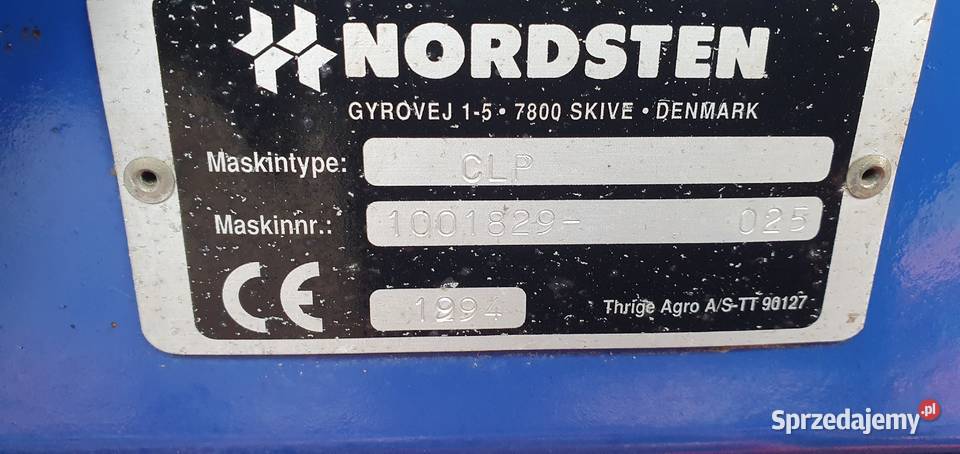 NORDSTEN
GYROVEJ 1-5 • 7800 SKIVE • DENMARK
Maskintype: CLP
Maskinnr.: 1001829- 025
CE 1994
Thrige Agro A/S-TT 90127
Sprzedajemy.pl